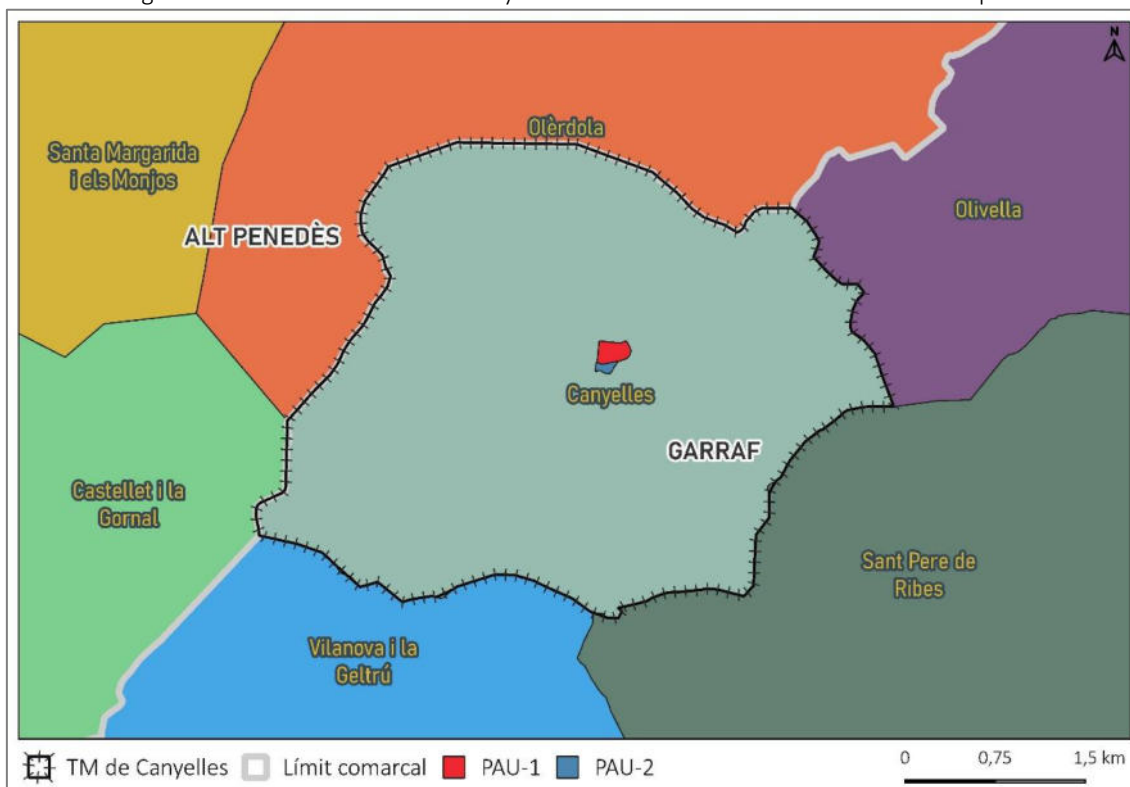 N
Olèrdola
Santa Margarida
i els Monjos
Olivella
ALT PENEDÈS
Canyelles
GARRAF
Castellet i la
Gornal
Sant Pere de
Ribes
Vilanova i la
Geltrú
TM de Canyelles
Límit comarcal
PAU-1
PAU-2
0 0,75 1,5 km